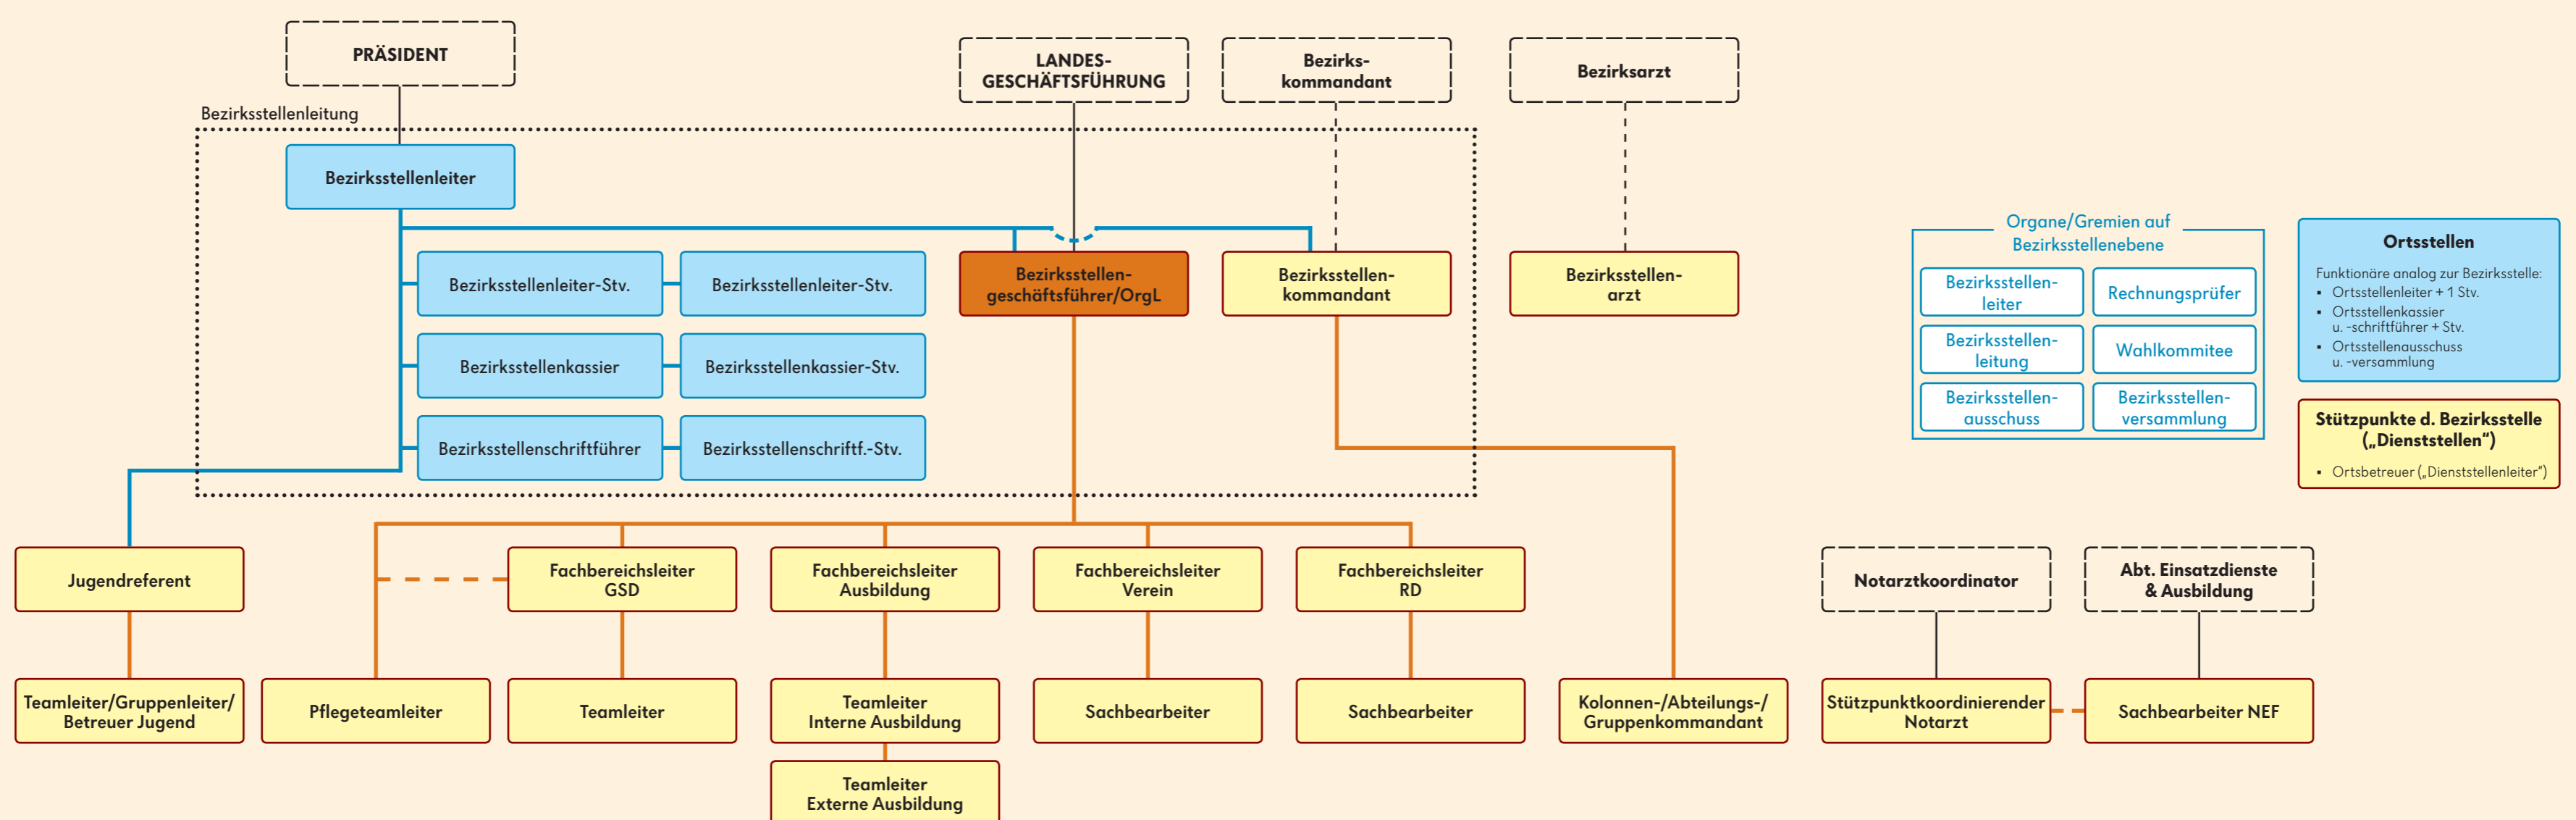 PRÄSIDENT
LANDES-
GESCHÄFTSFÜHRUNG
Bezirks-
kommandant
Bezirksarzt
Bezirksstellenleitung
Bezirksstellenleiter
Bezirksstellenleiter-Stv.
Bezirksstellenleiter-Stv.
Bezirksstellen-
geschäftsführer/OrgL
Bezirksstellen-
kommandant
Bezirksstellen-
arzt
Bezirksstellenkassier
Bezirksstellenkassier-Stv.
Bezirksstellenschriftführer
Bezirksstellenschriftf.-Stv.
Organe/Gremien auf
Bezirksstellenebene
Bezirksstellen-
leiter
Rechnungsprüfer
Bezirksstellen-
leitung
Wahlkommitee
Bezirksstellen-
ausschuss
Bezirksstellen-
versammlung
Ortsstellen
Funktionäre analog zur Bezirksstelle:
▪ Ortsstellenleiter + 1 Stv.
▪ Ortsstellenkassier
u. -schriftführer + Stv.
▪ Ortsstellenausschuss
u. -versammlung
Stützpunkte d. Bezirksstelle
(„Dienststellen“)
▪ Ortsbetreuer („Dienststellenleiter“)
Jugendreferent
Fachbereichsleiter
GSD
Fachbereichsleiter
Ausbildung
Fachbereichsleiter
Verein
Fachbereichsleiter
RD
Notarztkoordinator
Abt. Einsatzdienste
& Ausbildung
Teamleiter/Gruppenleiter/
Betreuer Jugend
Pflegeteamleiter
Teamleiter
Teamleiter
Interne Ausbildung
Sachbearbeiter
Sachbearbeiter
Kolonnen-/Abteilungs-/
Gruppenkommandant
Stützpunktkoordinierender
Notarzt
Sachbearbeiter NEF
Teamleiter
Externe Ausbildung